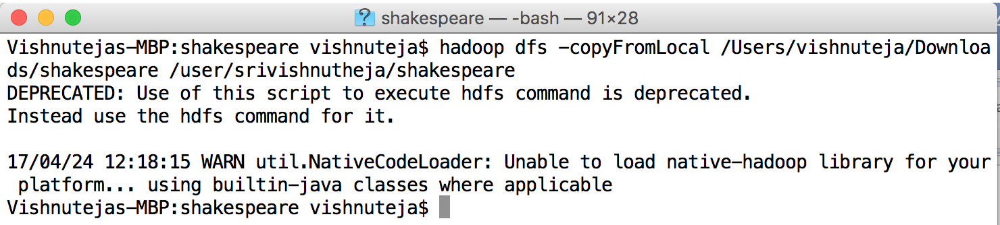 shakespeare — -bash — 91×28
Vishnutejas-MBP:shakespeare vishnuteja$ hadoop dfs -copyFromLocal /Users/vishnuteja/Downloa
ds/shakespeare /user/srivishnutheja/shakespeare
DEPRECATED: Use of this script to execute hdfs command is deprecated.
Instead use the hdfs command for it.
17/04/24 12:18:15 WARN util.NativeCodeLoader: Unable to load native-hadoop library for your
 platform... using builtin-java classes where applicable
Vishnutejas-MBP:shakespeare vishnuteja$